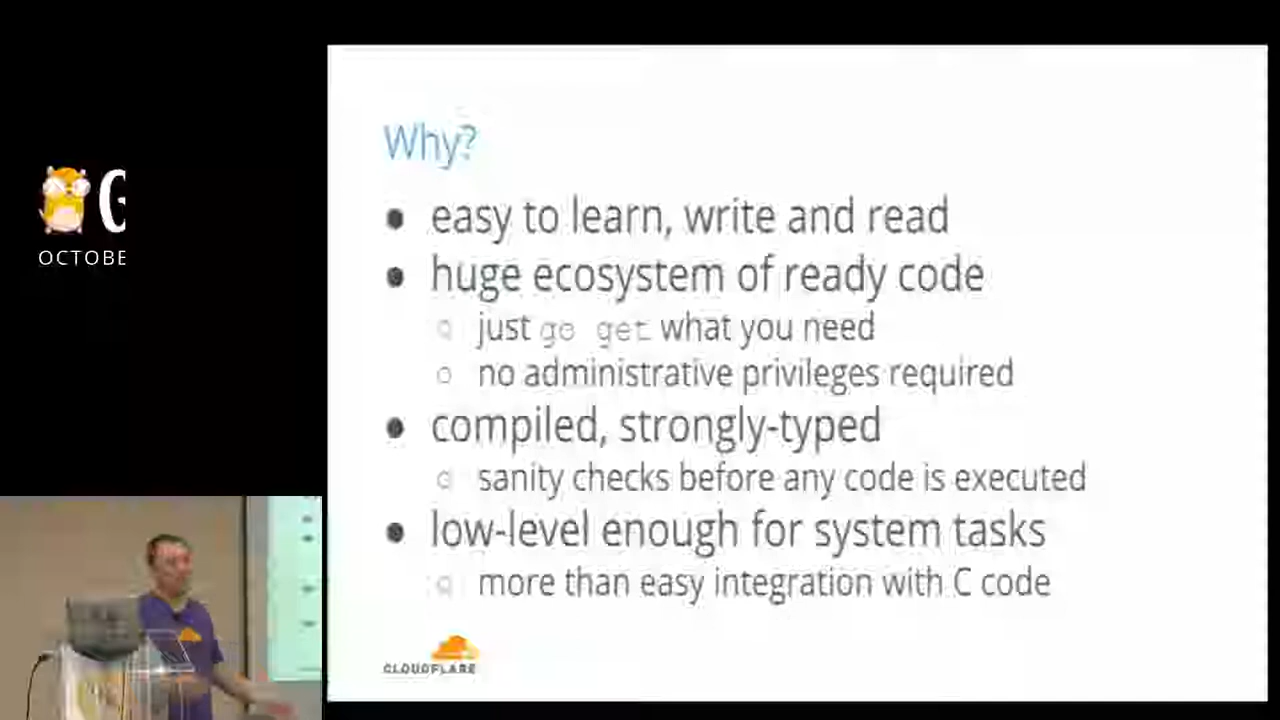 G
OCTOBE
Why?
● easy to learn, write and read
● huge ecosystem of ready code
○ just go get what you need
○ no administrative privileges required
● compiled, strongly-typed
○ sanity checks before any code is executed
● low-level enough for system tasks
○ more than easy integration with C code
CLOUDFLARE